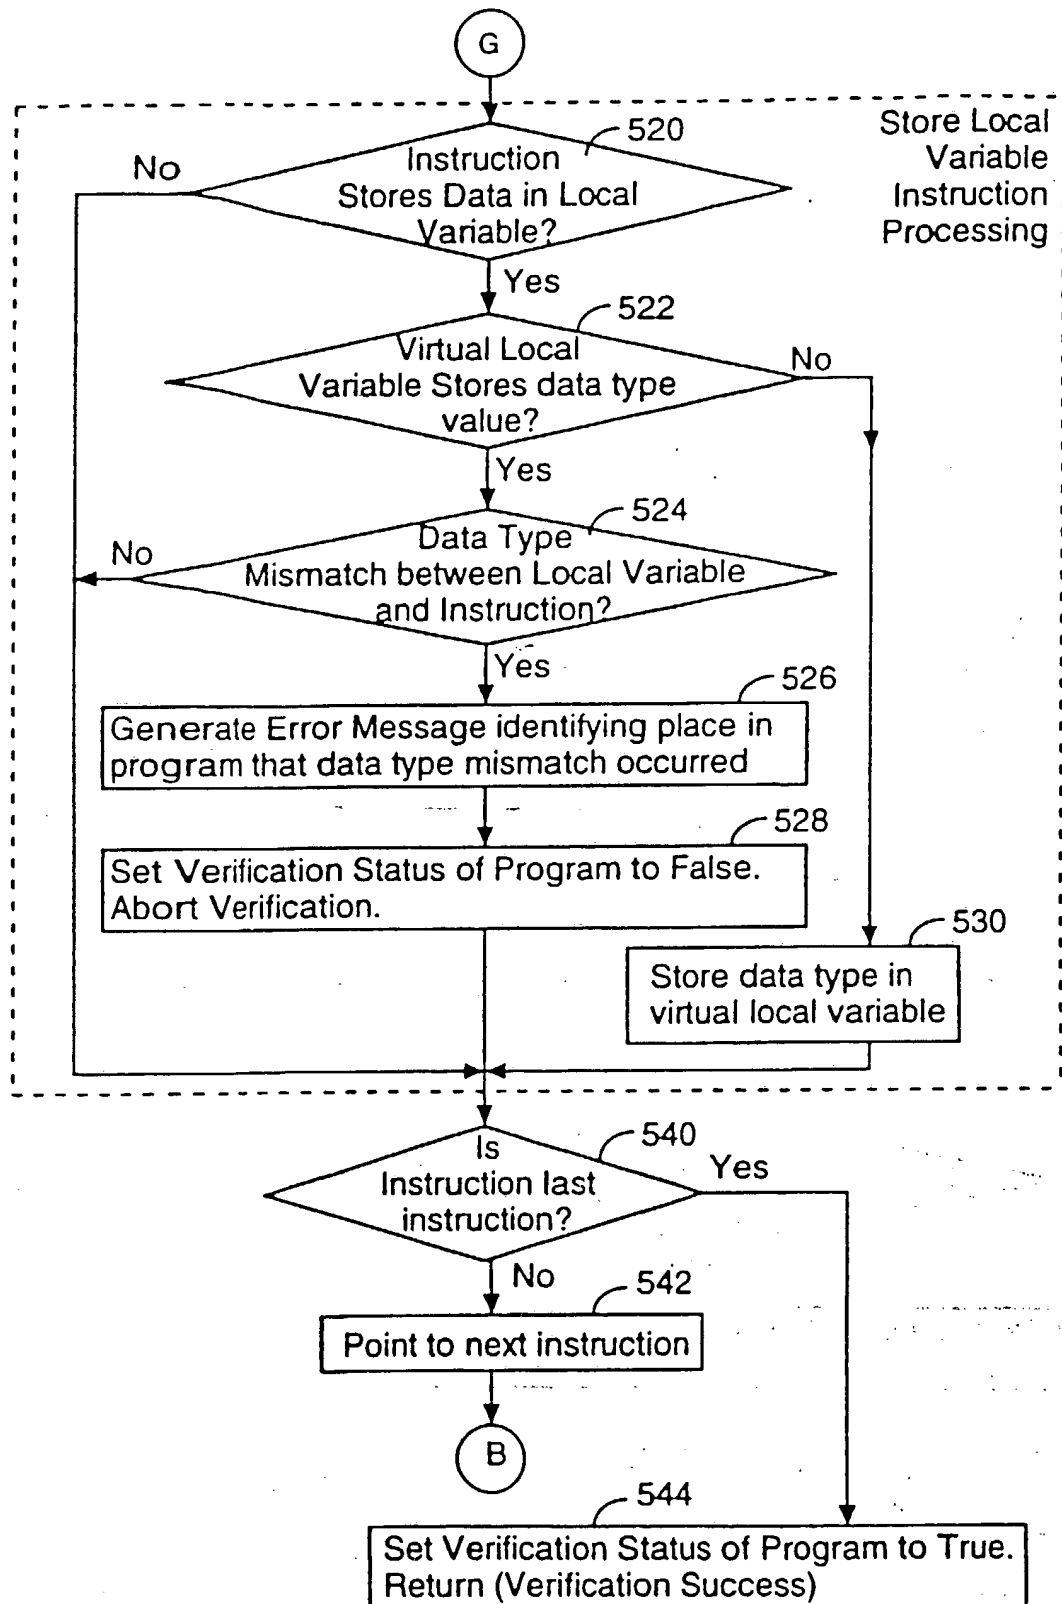 G
Store Local
Variable
Instruction
Processing
520
Instruction
Stores Data in Local
Variable?
No
Yes
522
Virtual Local
Variable Stores data type
value?
No
Yes
524
Data Type
Mismatch between Local Variable
and Instruction?
No
Yes
526
Generate Error Message identifying place in
program that data type mismatch occurred
528
Set Verification Status of Program to False.
Abort Verification.
530
Store data type in
virtual local variable
540
Is
Instruction last
instruction?
Yes
No
542
Point to next instruction
B
544
Set Verification Status of Program to True.
Return (Verification Success)